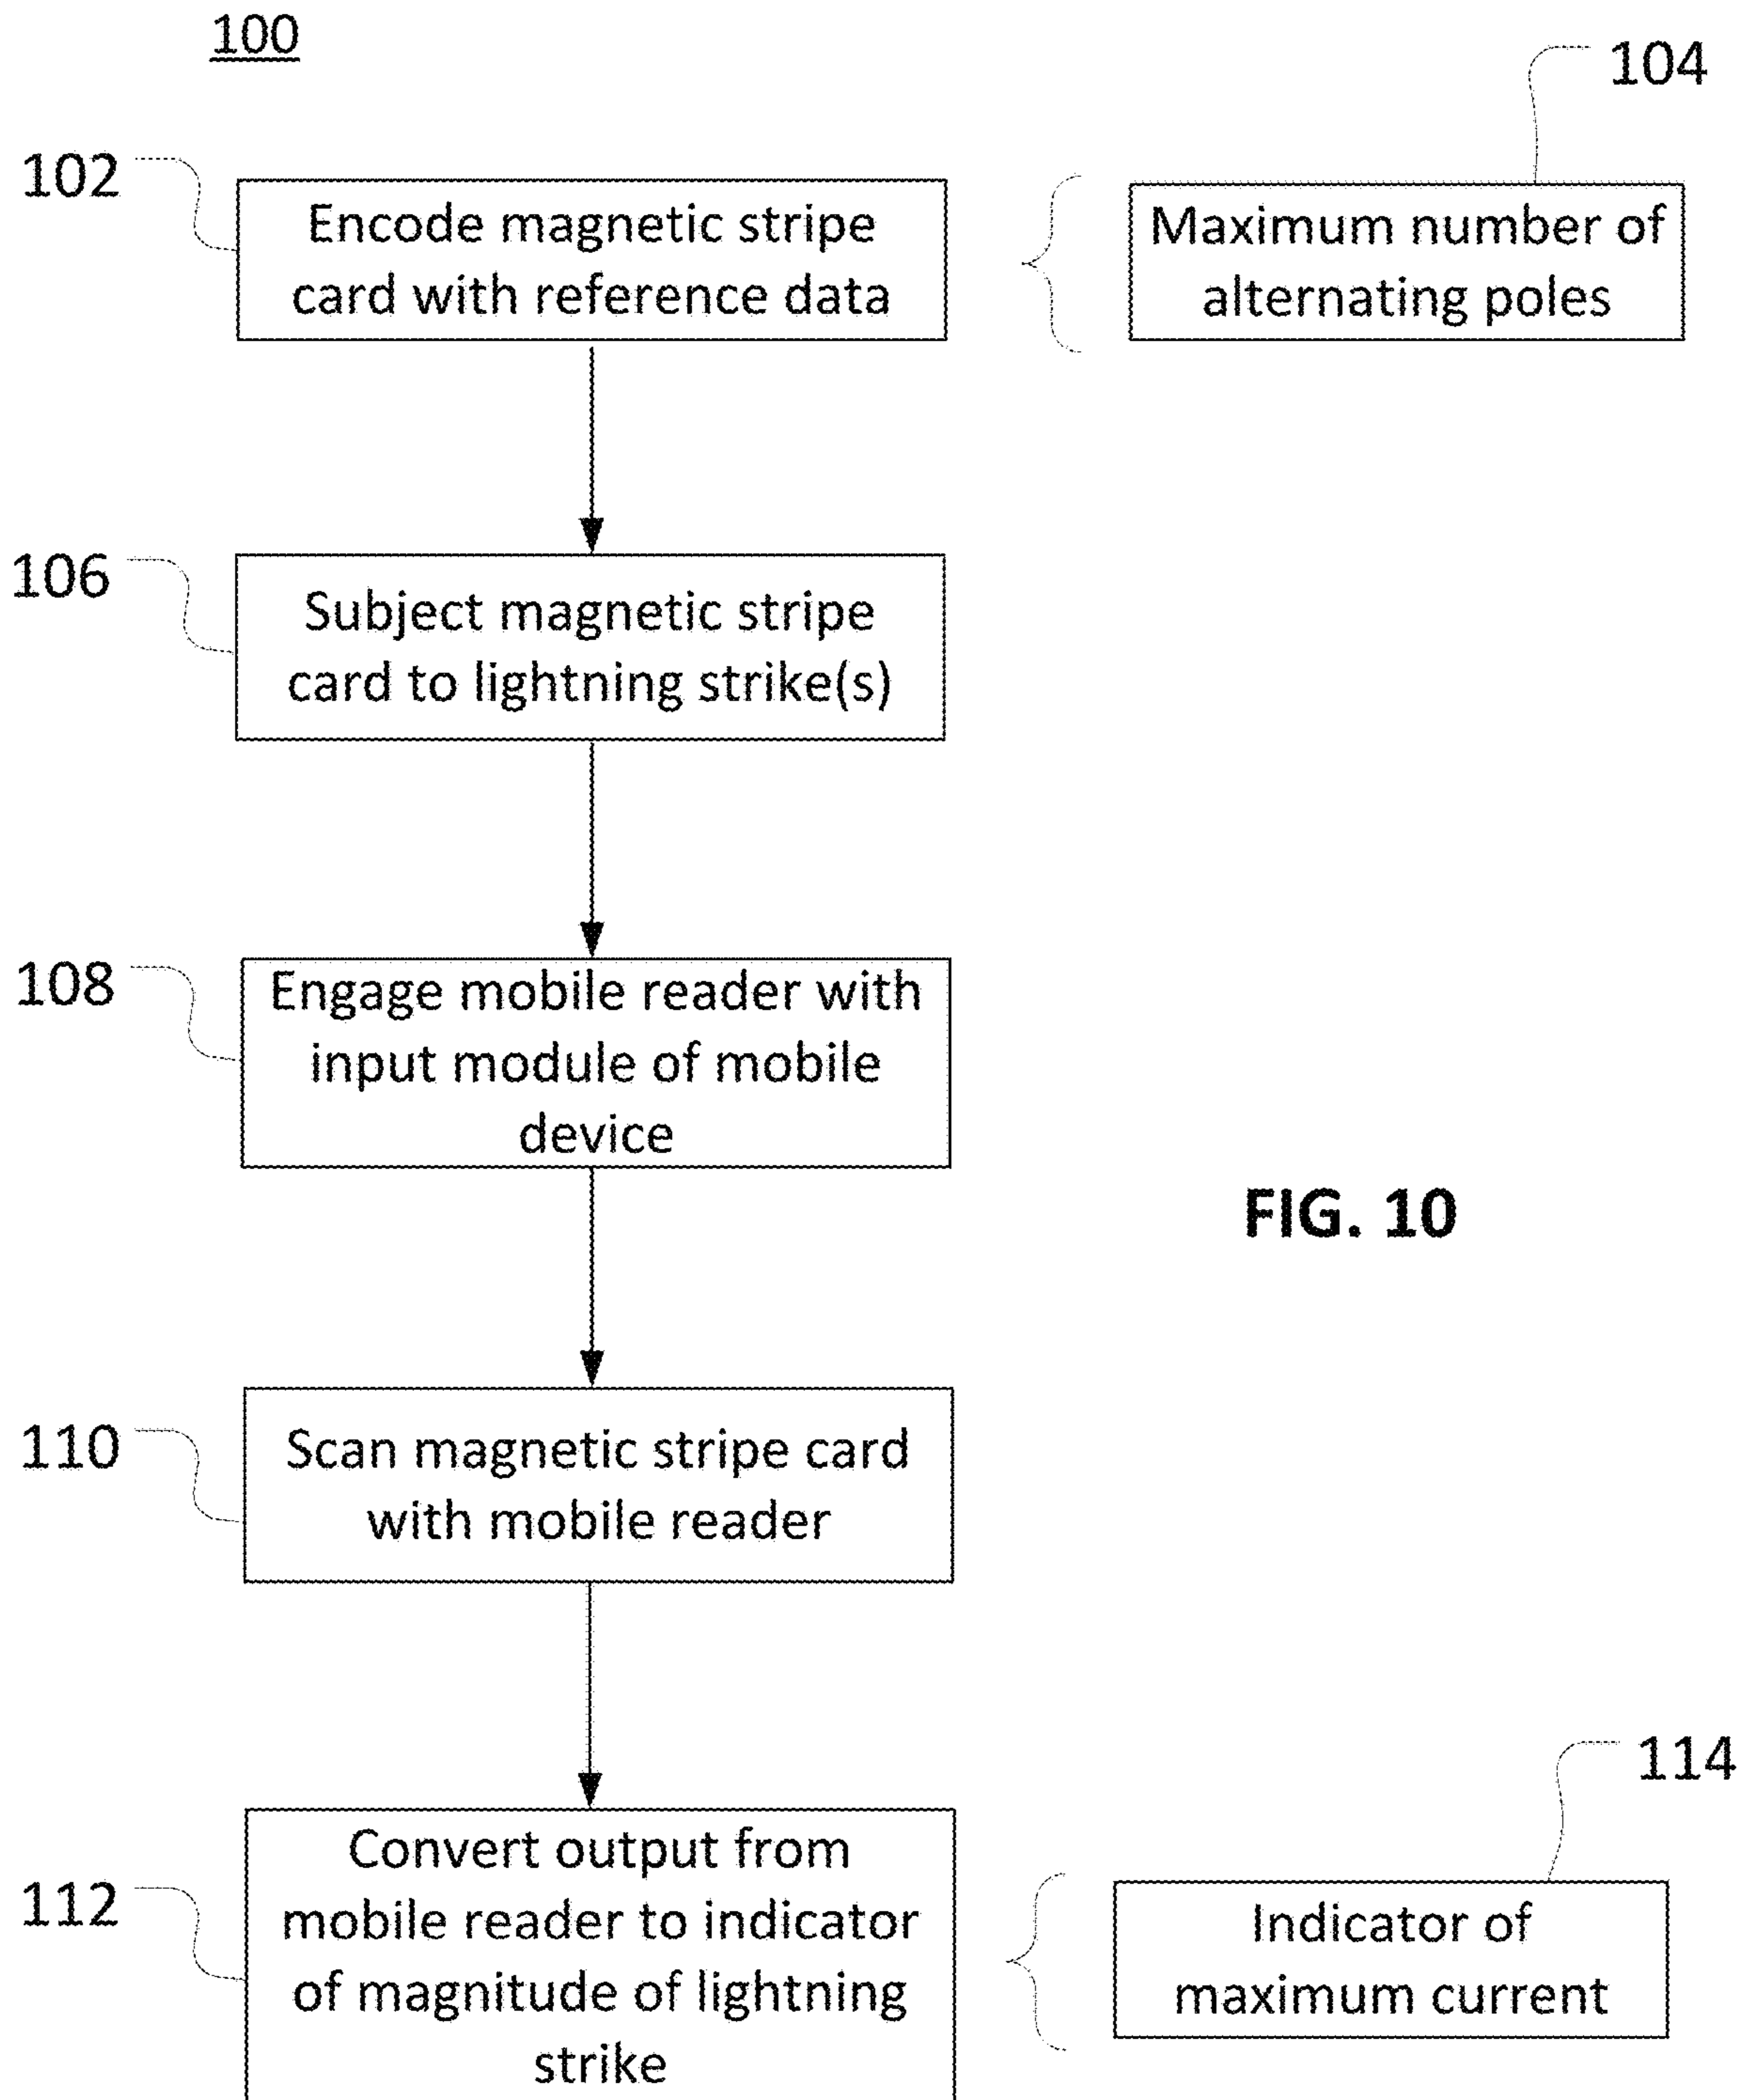 100
104
102
Encode magnetic stripe
card with reference data
Maximum number of
alternating poles
106
Subject magnetic stripe
card to lightning strike(s)
108
Engage mobile reader with
input module of mobile
device
FIG. 10
110
Scan magnetic stripe card
with mobile reader
114
112
Convert output from
mobile reader to indicator
of magnitude of lightning
strike
Indicator of
maximum current